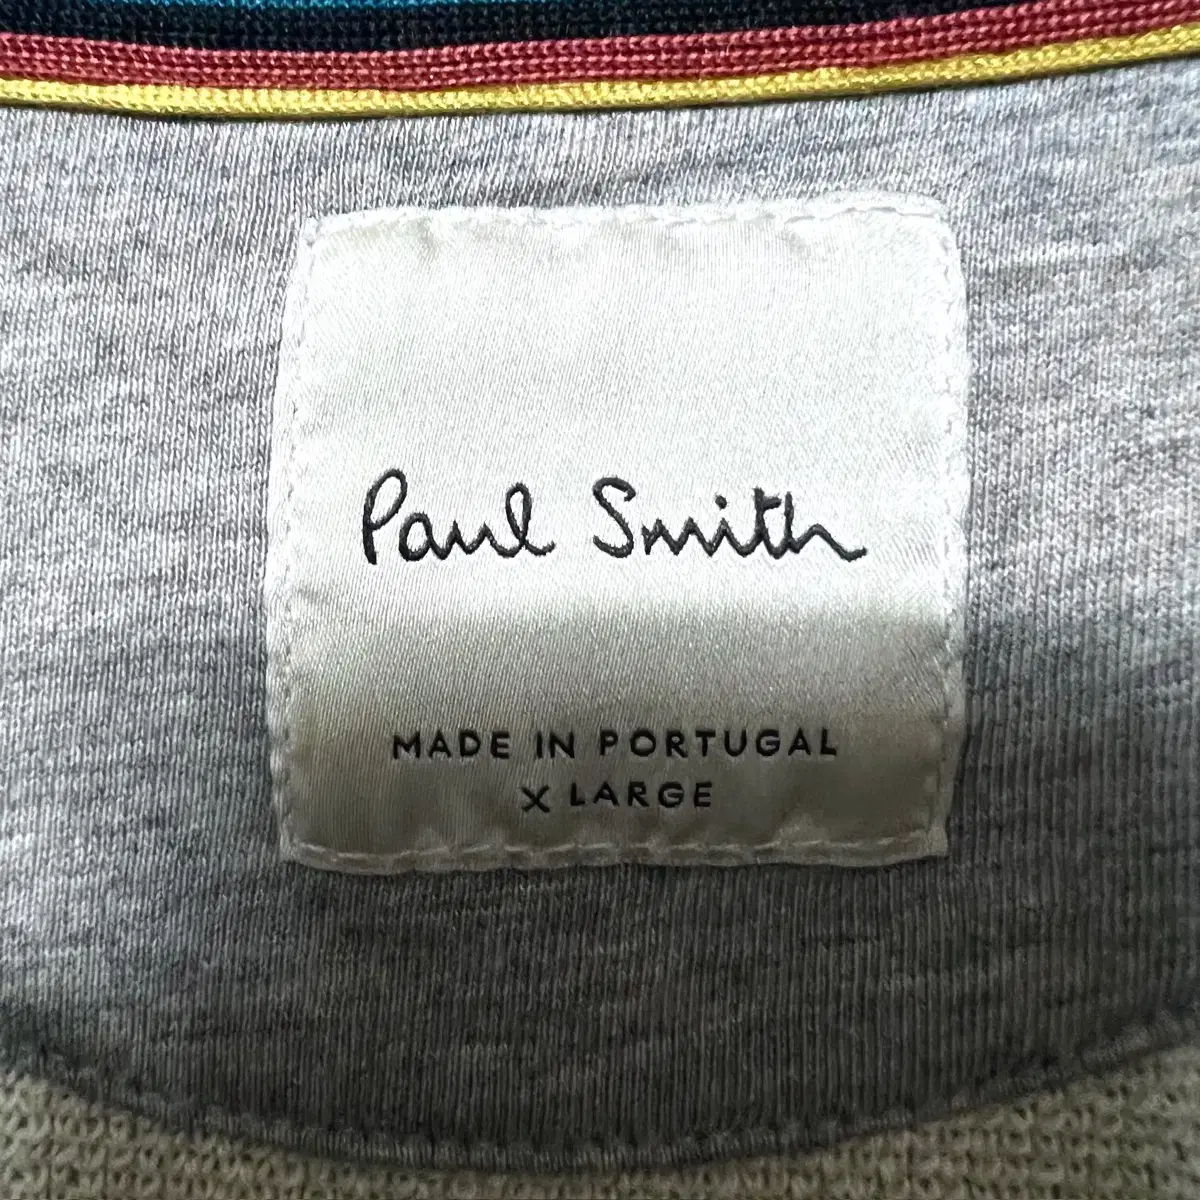 Paul Smith
MADE IN PORTUGAL
X LARGE